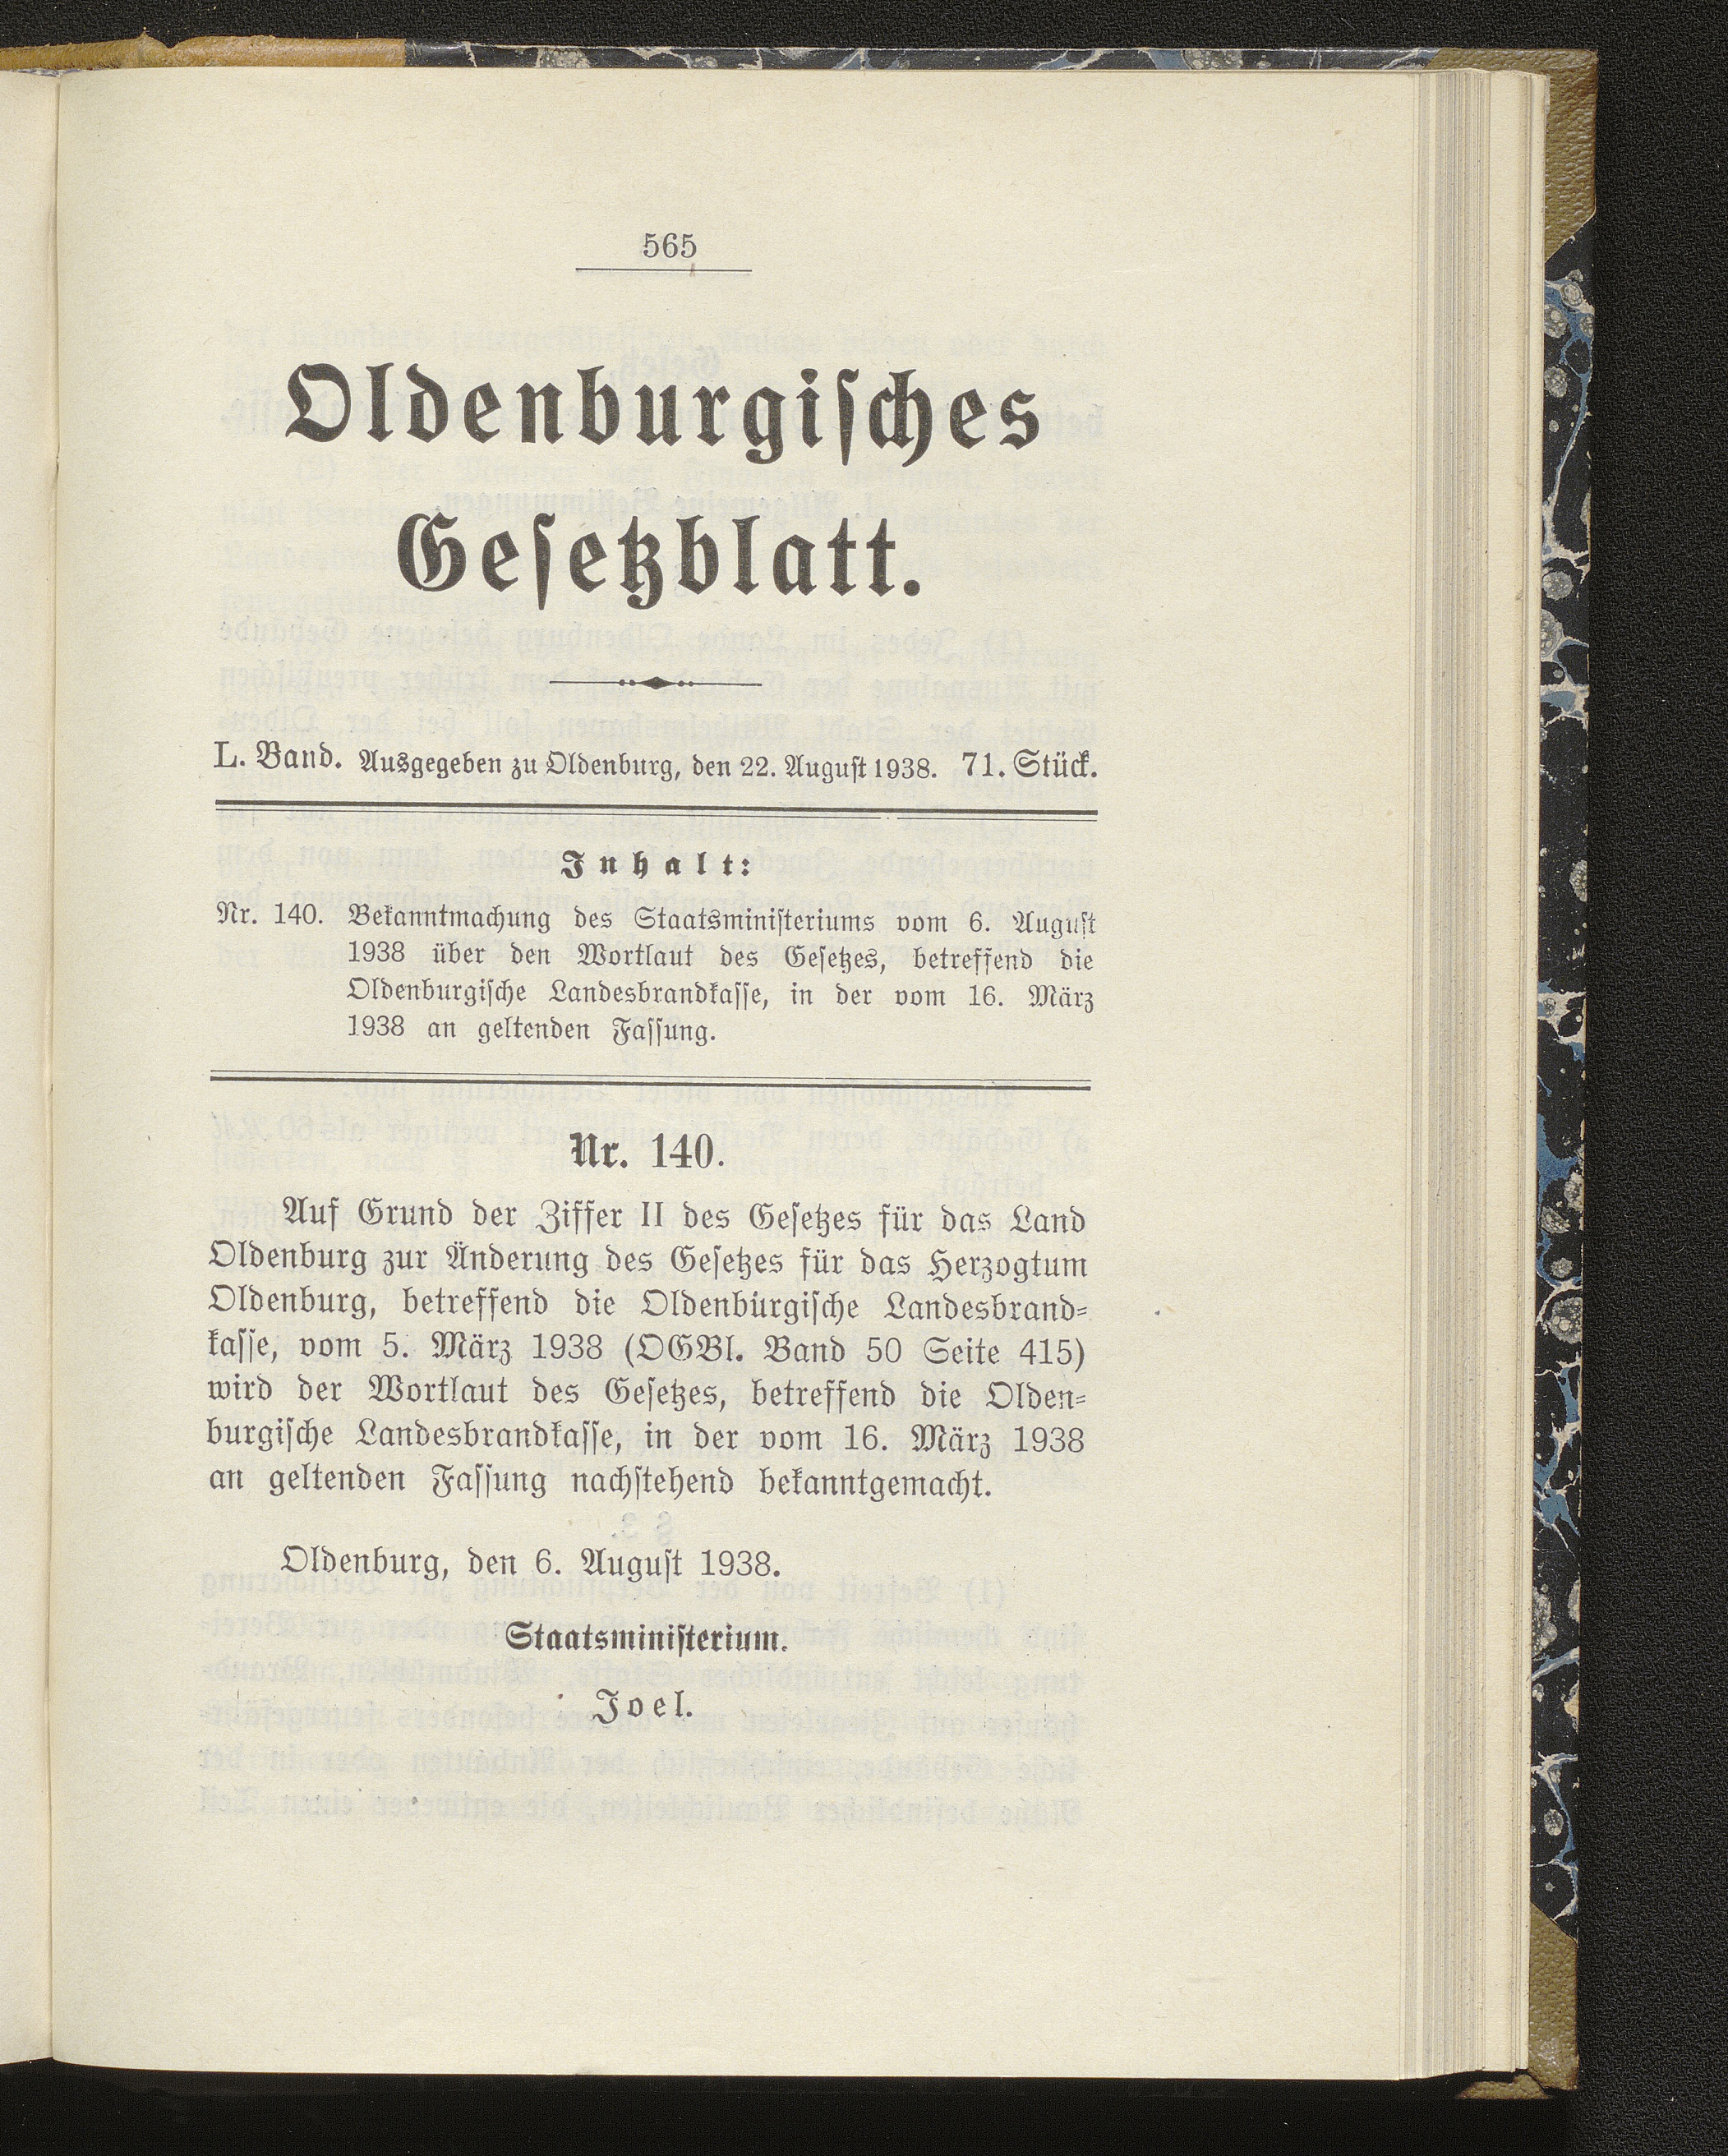 565
Oldenburgisches
Gesetzblatt.
L. Band. Ausgegeben zu Oldenburg, den 22. August 1938. 71. Stück.
Inhalt:
Nr. 140. Bekanntmachung des Staatsministeriums vom 6. August
1938 über den Wortlaut des Gesetzes, betreffend die
Oldenburgische Landesbrandkasse, in der vom 16. März
1938 an geltenden Fassung.
Nr. 140.
Auf Grund der Ziffer II des Gesetzes für das Land
Oldenburg zur Änderung des Gesetzes für das Herzogtum
Oldenburg, betreffend die Oldenburgische Landesbrand-
kasse, vom 5. März 1938 (OGBl. Band 50 Seite 415)
wird der Wortlaut des Gesetzes, betreffend die Olden-
burgische Landesbrandkasse, in der vom 16. März 1938
an geltenden Fassung nachstehend bekanntgemacht.
Oldenburg, den 6. August 1938.
Staatsministerium.
Joel.